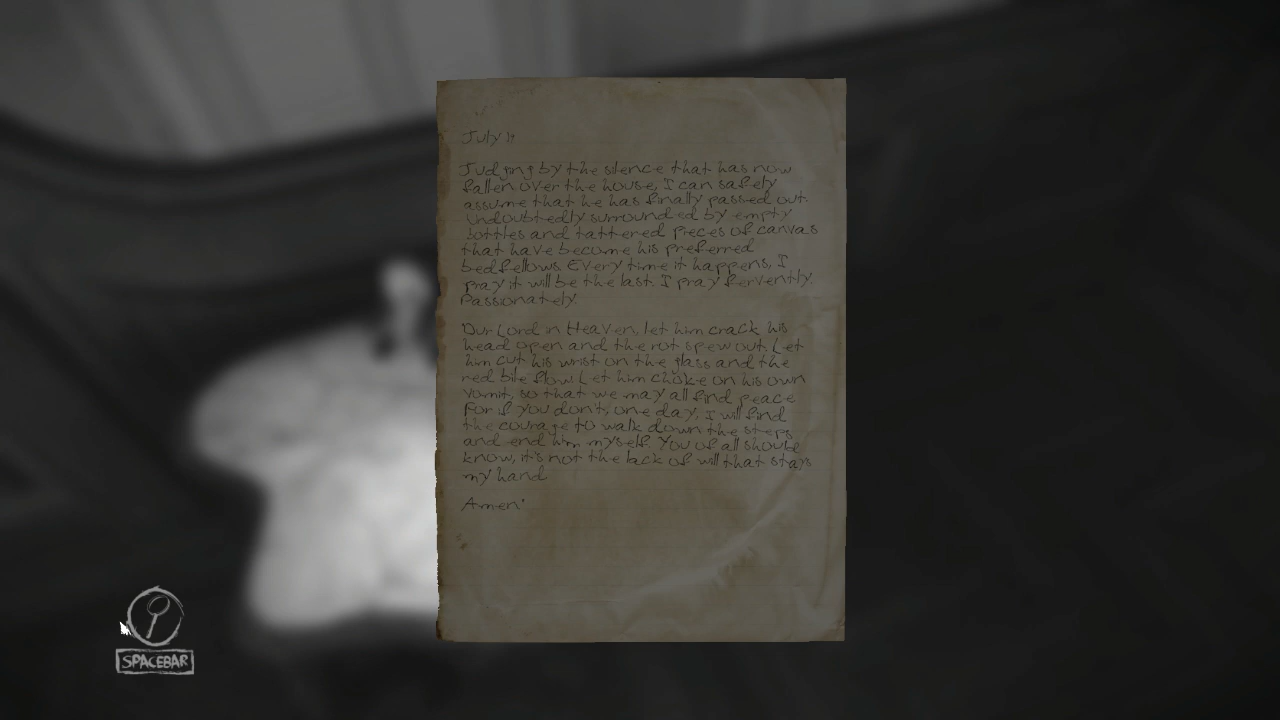 July
Judging by the silence that has now
fallen over the house, I can safely
assume that he has finally passed out.
Undoubtedly surrounded by empty
bottles and tattered pieces of canvas
that have become his preferred
bedfellows. Every time it happens, I
pray it will be the last. I pray fervently.
Passionately.
Our Lord in Heaven, let him crack his
head open and the rot spew out. Let
him cut his wrist on the glass and the
red bile flow. Let him choke on his own
vomit, so that we may all find peace
For if you don't, one day, I will find
the courage to walk down the steps
and end him myself. You of all should
know, it's not the lack of will that stays
my hand
Amen
SPACEBAR